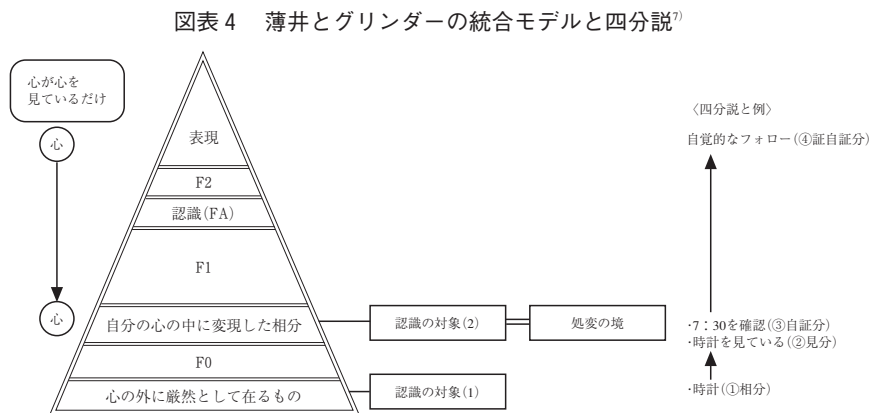 図表4 薄井とグリンダーの統合モデルと四分説7)
心が心を
見ているだけ
心
心
表現
F2
認識(FA)
F1
自分の心の中に変現した相分
F0
心の外に厳然として在るもの
認識の対象(2)
処変の境
認識の対象(1)
〈四分説と例〉
自覚的なフォロー(④証自証分)
・7：30を確認(③自証分)
・時計を見ている(②見分)
・時計(①相分)